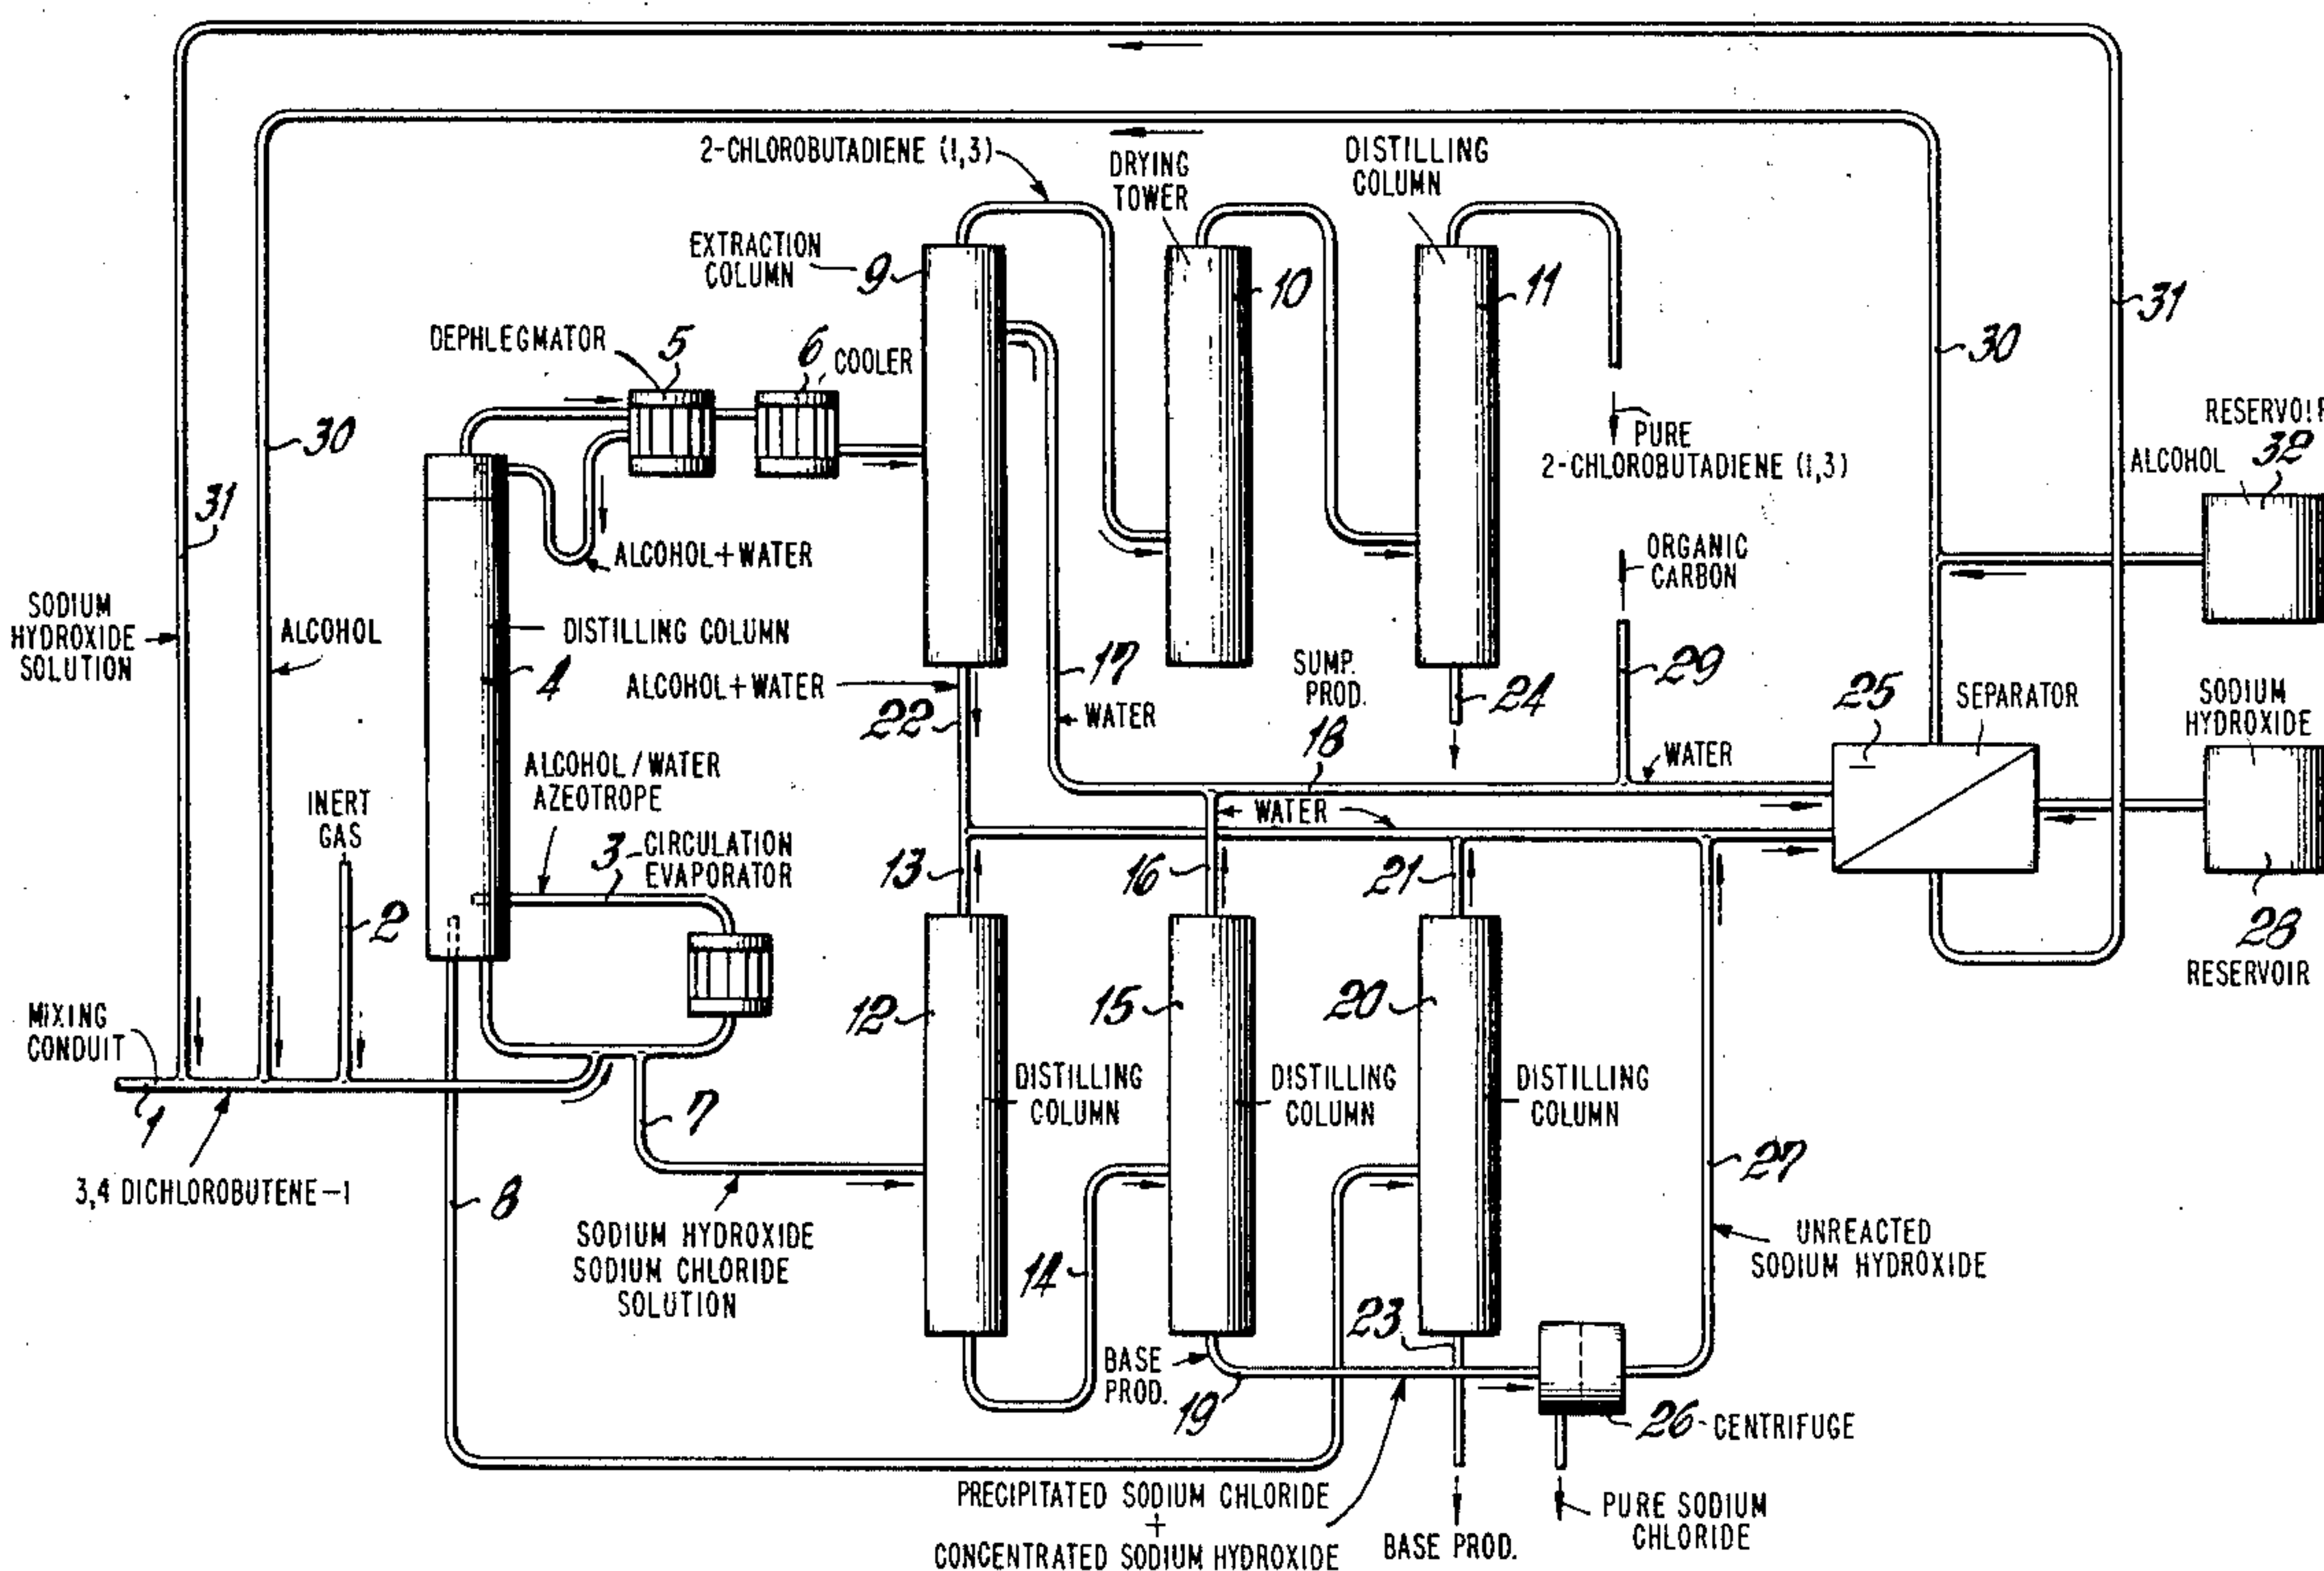 2-CHLOROBUTADIENE (1,3)
DRYING
TOWER
DISTILLING
COLUMN
EXTRACTION
COLUMN
9
10
11
31
DEPHLEGMATOR
5
6
COOLER
30
30
PURE
2-CHLOROBUTADIENE (1,3)
RESERVOIR
32
ALCOHOL
31
ALCOHOL+WATER
ORGANIC
CARBON
SODIUM
HYDROXIDE
SOLUTION
ALCOHOL
DISTILLING COLUMN
4
ALCOHOL+WATER
22
17
WATER
SUMP.
PROD.
18
24
29
25
SEPARATOR
SODIUM
HYDROXIDE
WATER
ALCOHOL/WATER
AZEOTROPE
INERT
GAS
WATER
2
3
CIRCULATION
EVAPORATOR
13
16
21
28
RESERVOIR
MIXING
CONDUIT
1
12
15
20
DISTILLING
COLUMN
DISTILLING
COLUMN
DISTILLING
COLUMN
7
27
3,4 DICHLOROBUTENE-1
8
SODIUM HYDROXIDE
SODIUM CHLORIDE
SOLUTION
14
UNREACTED
SODIUM HYDROXIDE
23
BASE
PROD.
19
26-CENTRIFUGE
PRECIPITATED SODIUM CHLORIDE
+
CONCENTRATED SODIUM HYDROXIDE
BASE PROD.
PURE SODIUM
CHLORIDE